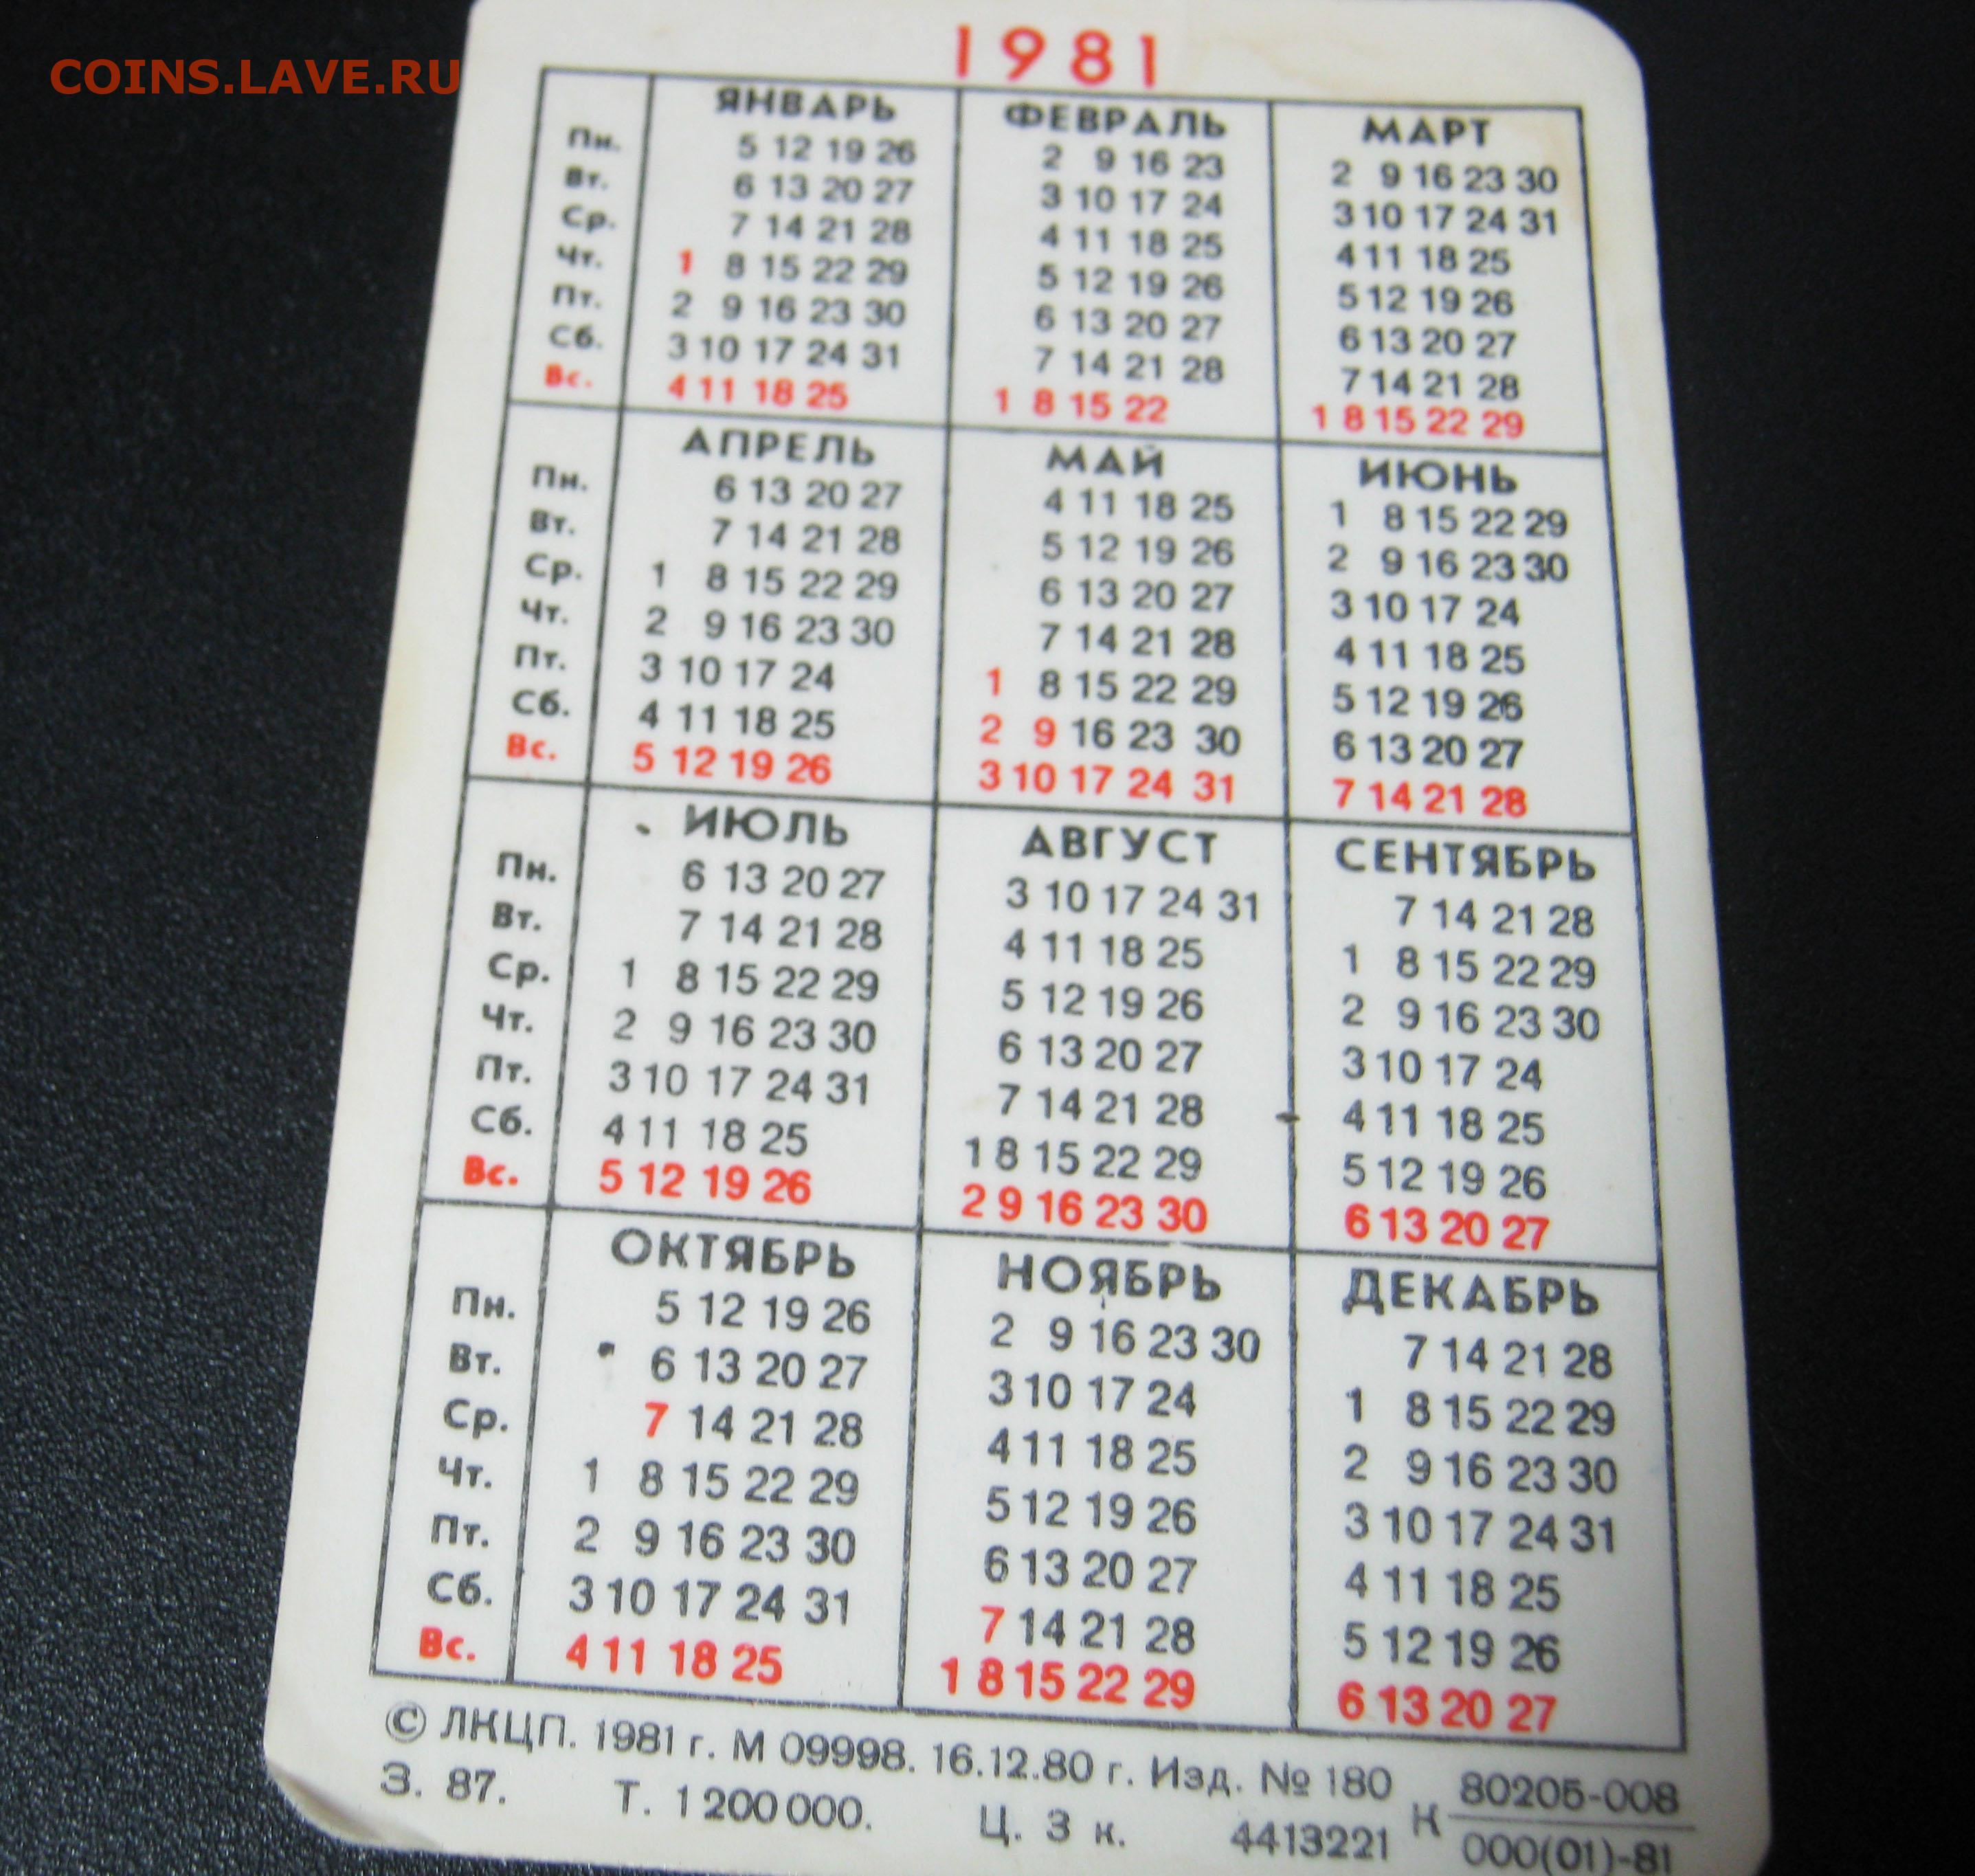 COINS.LAVE.RU
1981
ЯНВАРЬ ФЕВРАЛЬ МАРТ
Пн. 5 12 19 26 2 9 16 23 2 9 16 23 30
Вт. 6 13 20 27 3 10 17 24 3 10 17 24 31
Ср. 7 14 21 28 4 11 18 25 4 11 18 25
Чт. 1 8 15 22 29 5 12 19 26 5 12 19 26
Пт. 2 9 16 23 30 6 13 20 27 6 13 20 27
Сб. 3 10 17 24 31 7 14 21 28 7 14 21 28
Вс. 4 11 18 25 1 8 15 22 1 8 15 22 29
АПРЕЛЬ МАЙ ИЮНЬ
Пн. 6 13 20 27 4 11 18 25 1 8 15 22 29
Вт. 7 14 21 28 5 12 19 26 2 9 16 23 30
Ср. 1 8 15 22 29 6 13 20 27 3 10 17 24
Чт. 2 9 16 23 30 7 14 21 28 4 11 18 25
Пт. 3 10 17 24 1 8 15 22 29 5 12 19 26
Сб. 4 11 18 25 2 9 16 23 30 6 13 20 27
Вс. 5 12 19 26 3 10 17 24 31 7 14 21 28
ИЮЛЬ АВГУСТ СЕНТЯБРЬ
Пн. 6 13 20 27 3 10 17 24 31 7 14 21 28
Вт. 7 14 21 28 4 11 18 25 1 8 15 22 29
Ср. 1 8 15 22 29 5 12 19 26 2 9 16 23 30
Чт. 2 9 16 23 30 6 13 20 27 3 10 17 24
Пт. 3 10 17 24 31 7 14 21 28 4 11 18 25
Сб. 4 11 18 25 1 8 15 22 29 5 12 19 26
Вс. 5 12 19 26 2 9 16 23 30 6 13 20 27
ОКТЯБРЬ НОЯБРЬ ДЕКАБРЬ
Пн. 5 12 19 26 2 9 16 23 30 7 14 21 28
Вт. 6 13 20 27 3 10 17 24 1 8 15 22 29
Ср. 7 14 21 28 4 11 18 25 2 9 16 23 30
Чт. 1 8 15 22 29 5 12 19 26 3 10 17 24 31
Пт. 2 9 16 23 30 6 13 20 27 4 11 18 25
Сб. 3 10 17 24 31 7 14 21 28 5 12 19 26
Вс. 4 11 18 25 1 8 15 22 29 6 13 20 27
© ЛКЦП. 1981 г. М 09998. 16.12.80 г. Изд. № 180
З. 87. Т. 1 200 000. Ц. 3 к. 4413221 К 80205-008
000(01)-81